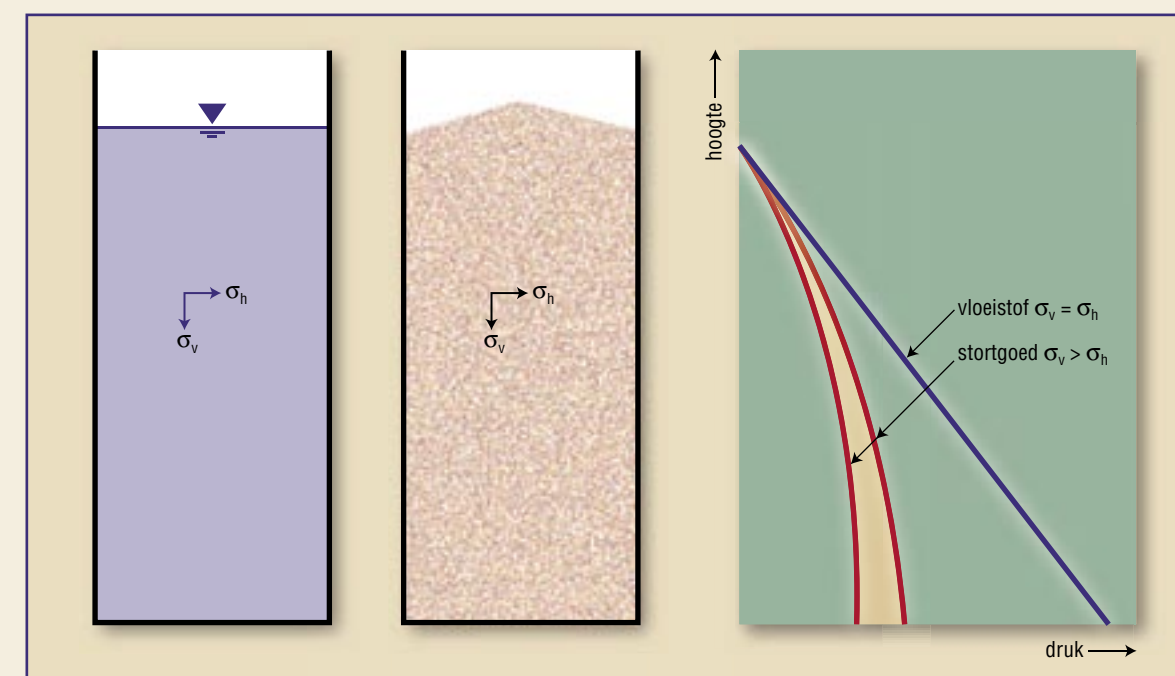 σh
σv
σh
σv
hoogte
vloeistof σv = σh
stortgoed σv > σh
druk